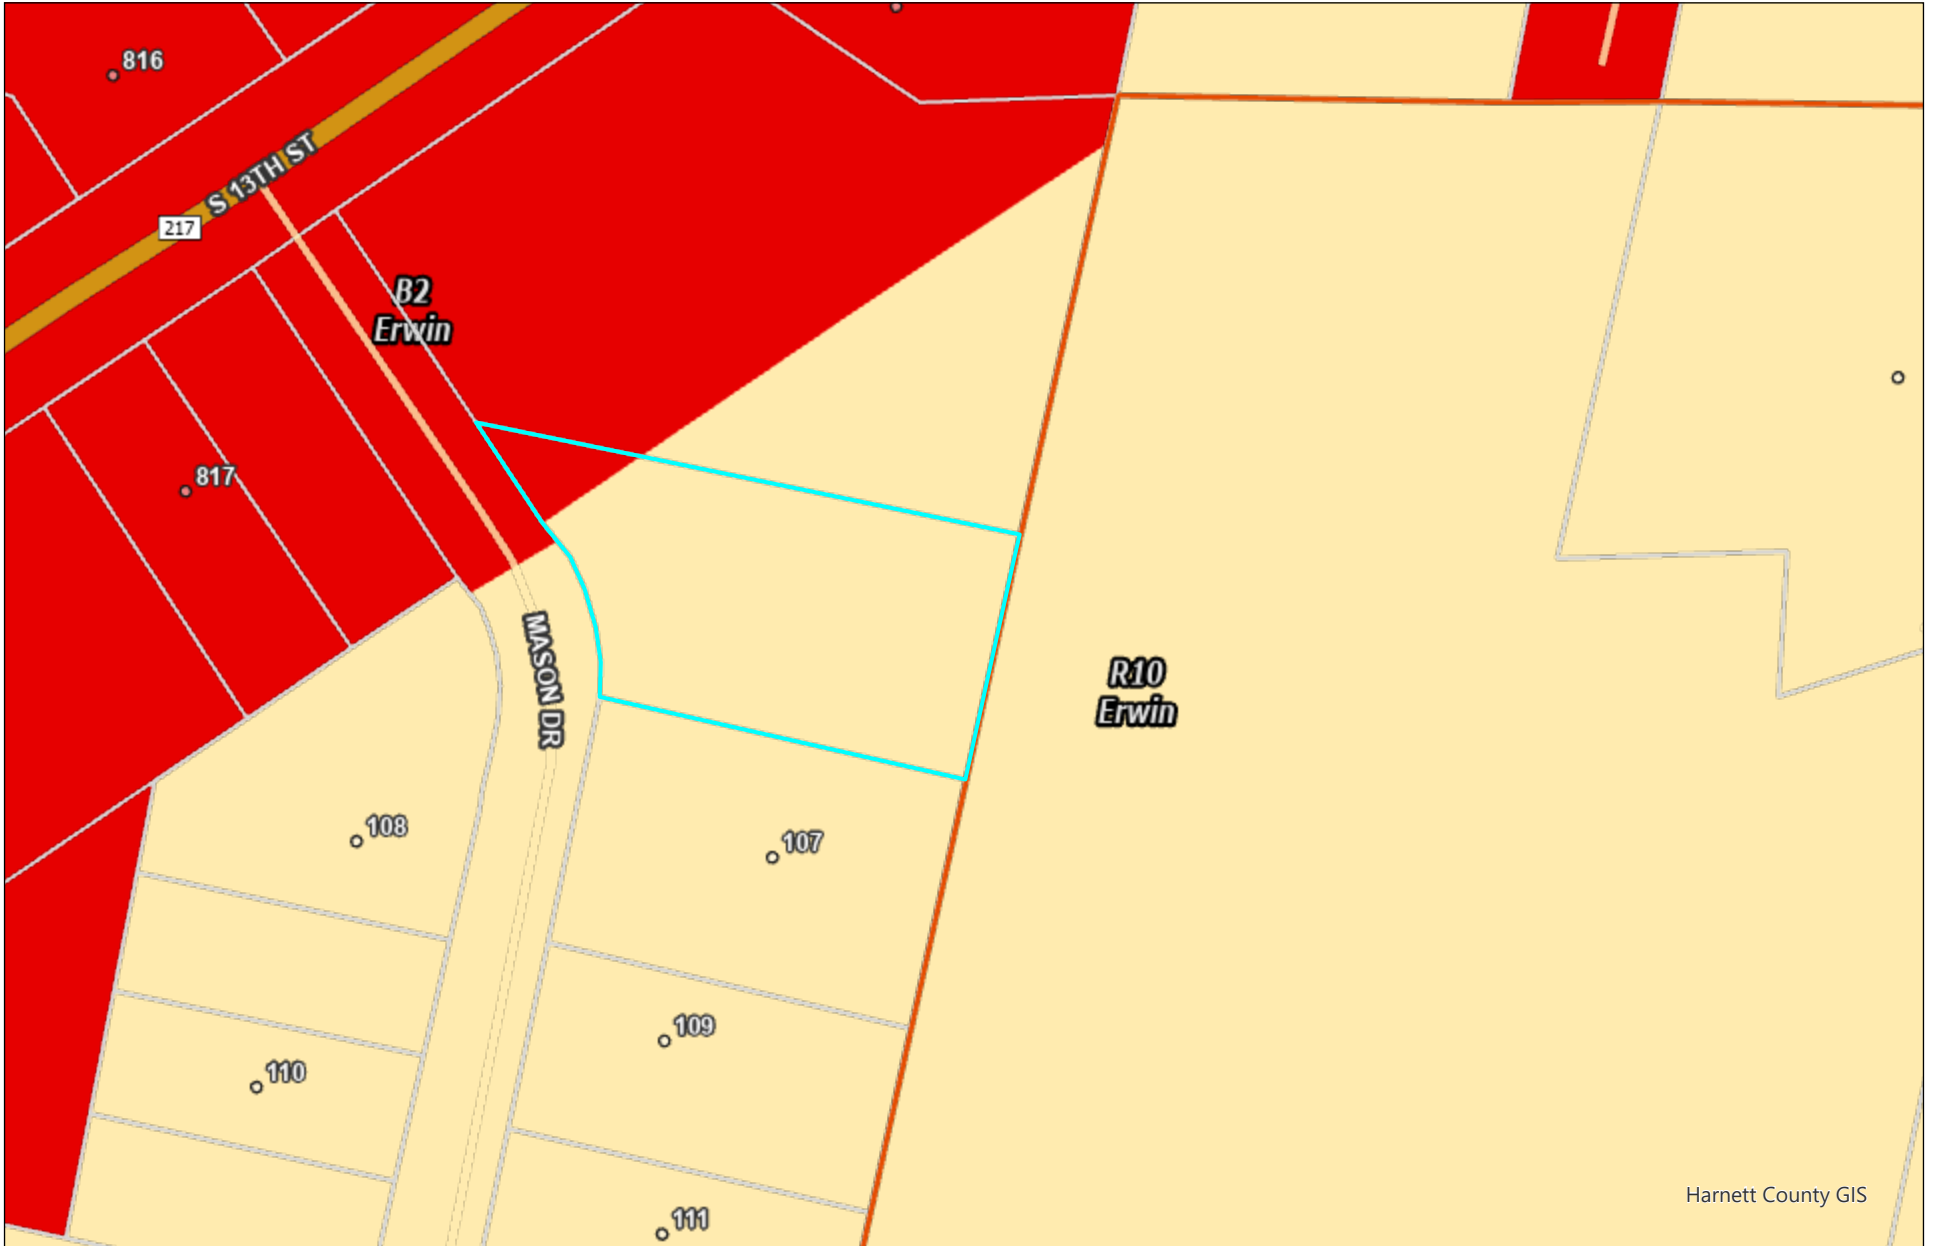 816
S 13TH ST
217
B2
Erwin
817
MASON DR
R10
Erwin
108
107
109
110
111
Harnett County GIS